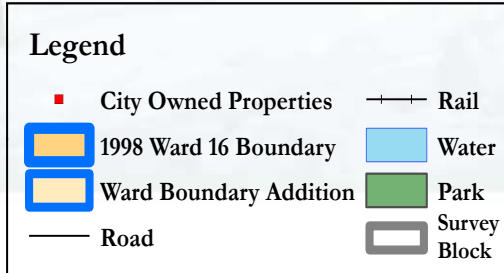 Legend
City Owned Properties
1998 Ward 16 Boundary
Ward Boundary Addition
Road
Rail
Water
Park
Survey
Block